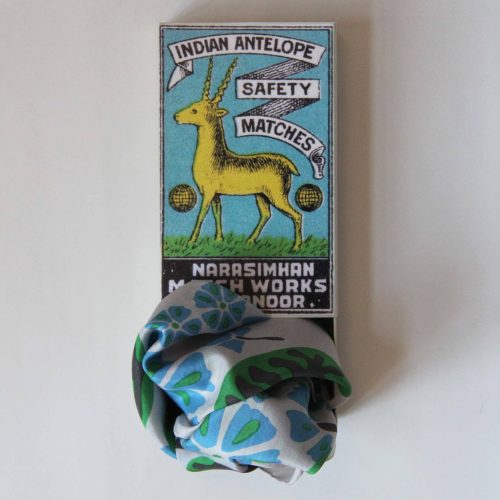 INDIAN ANTELOPE
SAFETY
MATCHES
NARASIMHAN
WORKS